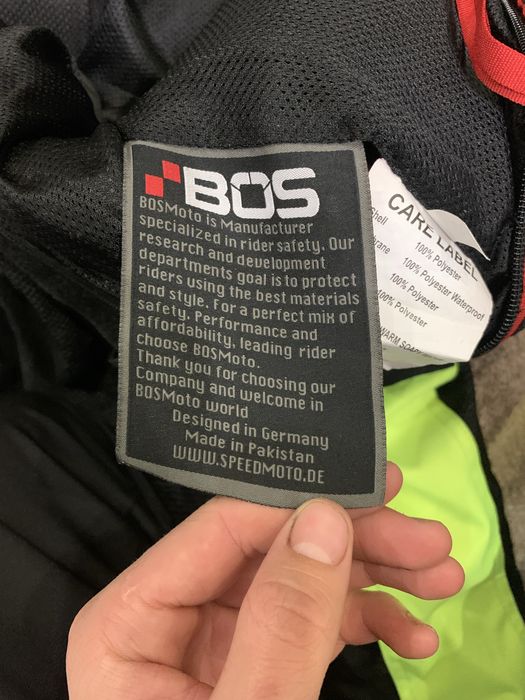 BOS
BOSMoto is Manufacturer
specialized in rider safety. Our
research and development
departments goal is to protect
riders using the best materials
and style. For a perfect mix of
safety, Performance and
affordability, leading rider
choose BOSMoto.
Thank you for choosing our
Company and welcome in
BOSMoto world
Designed in Germany
Made in Pakistan
WWW.SPEEDMOTO.DE
CARE LABEL
Shell 100% Polyester
100% Polyester Waterproof
100% Polyester
100% Polyester
WARM